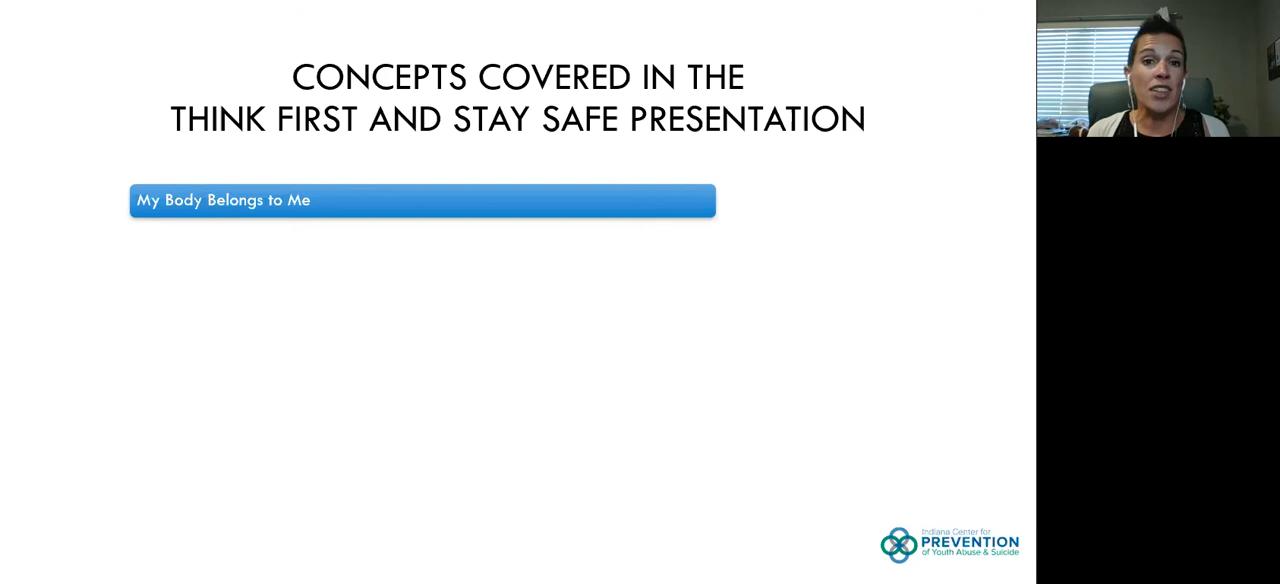 CONCEPTS COVERED IN THE
THINK FIRST AND STAY SAFE PRESENTATION
My Body Belongs to Me
Indiana Center for
PREVENTION
of Youth Abuse & Suicide